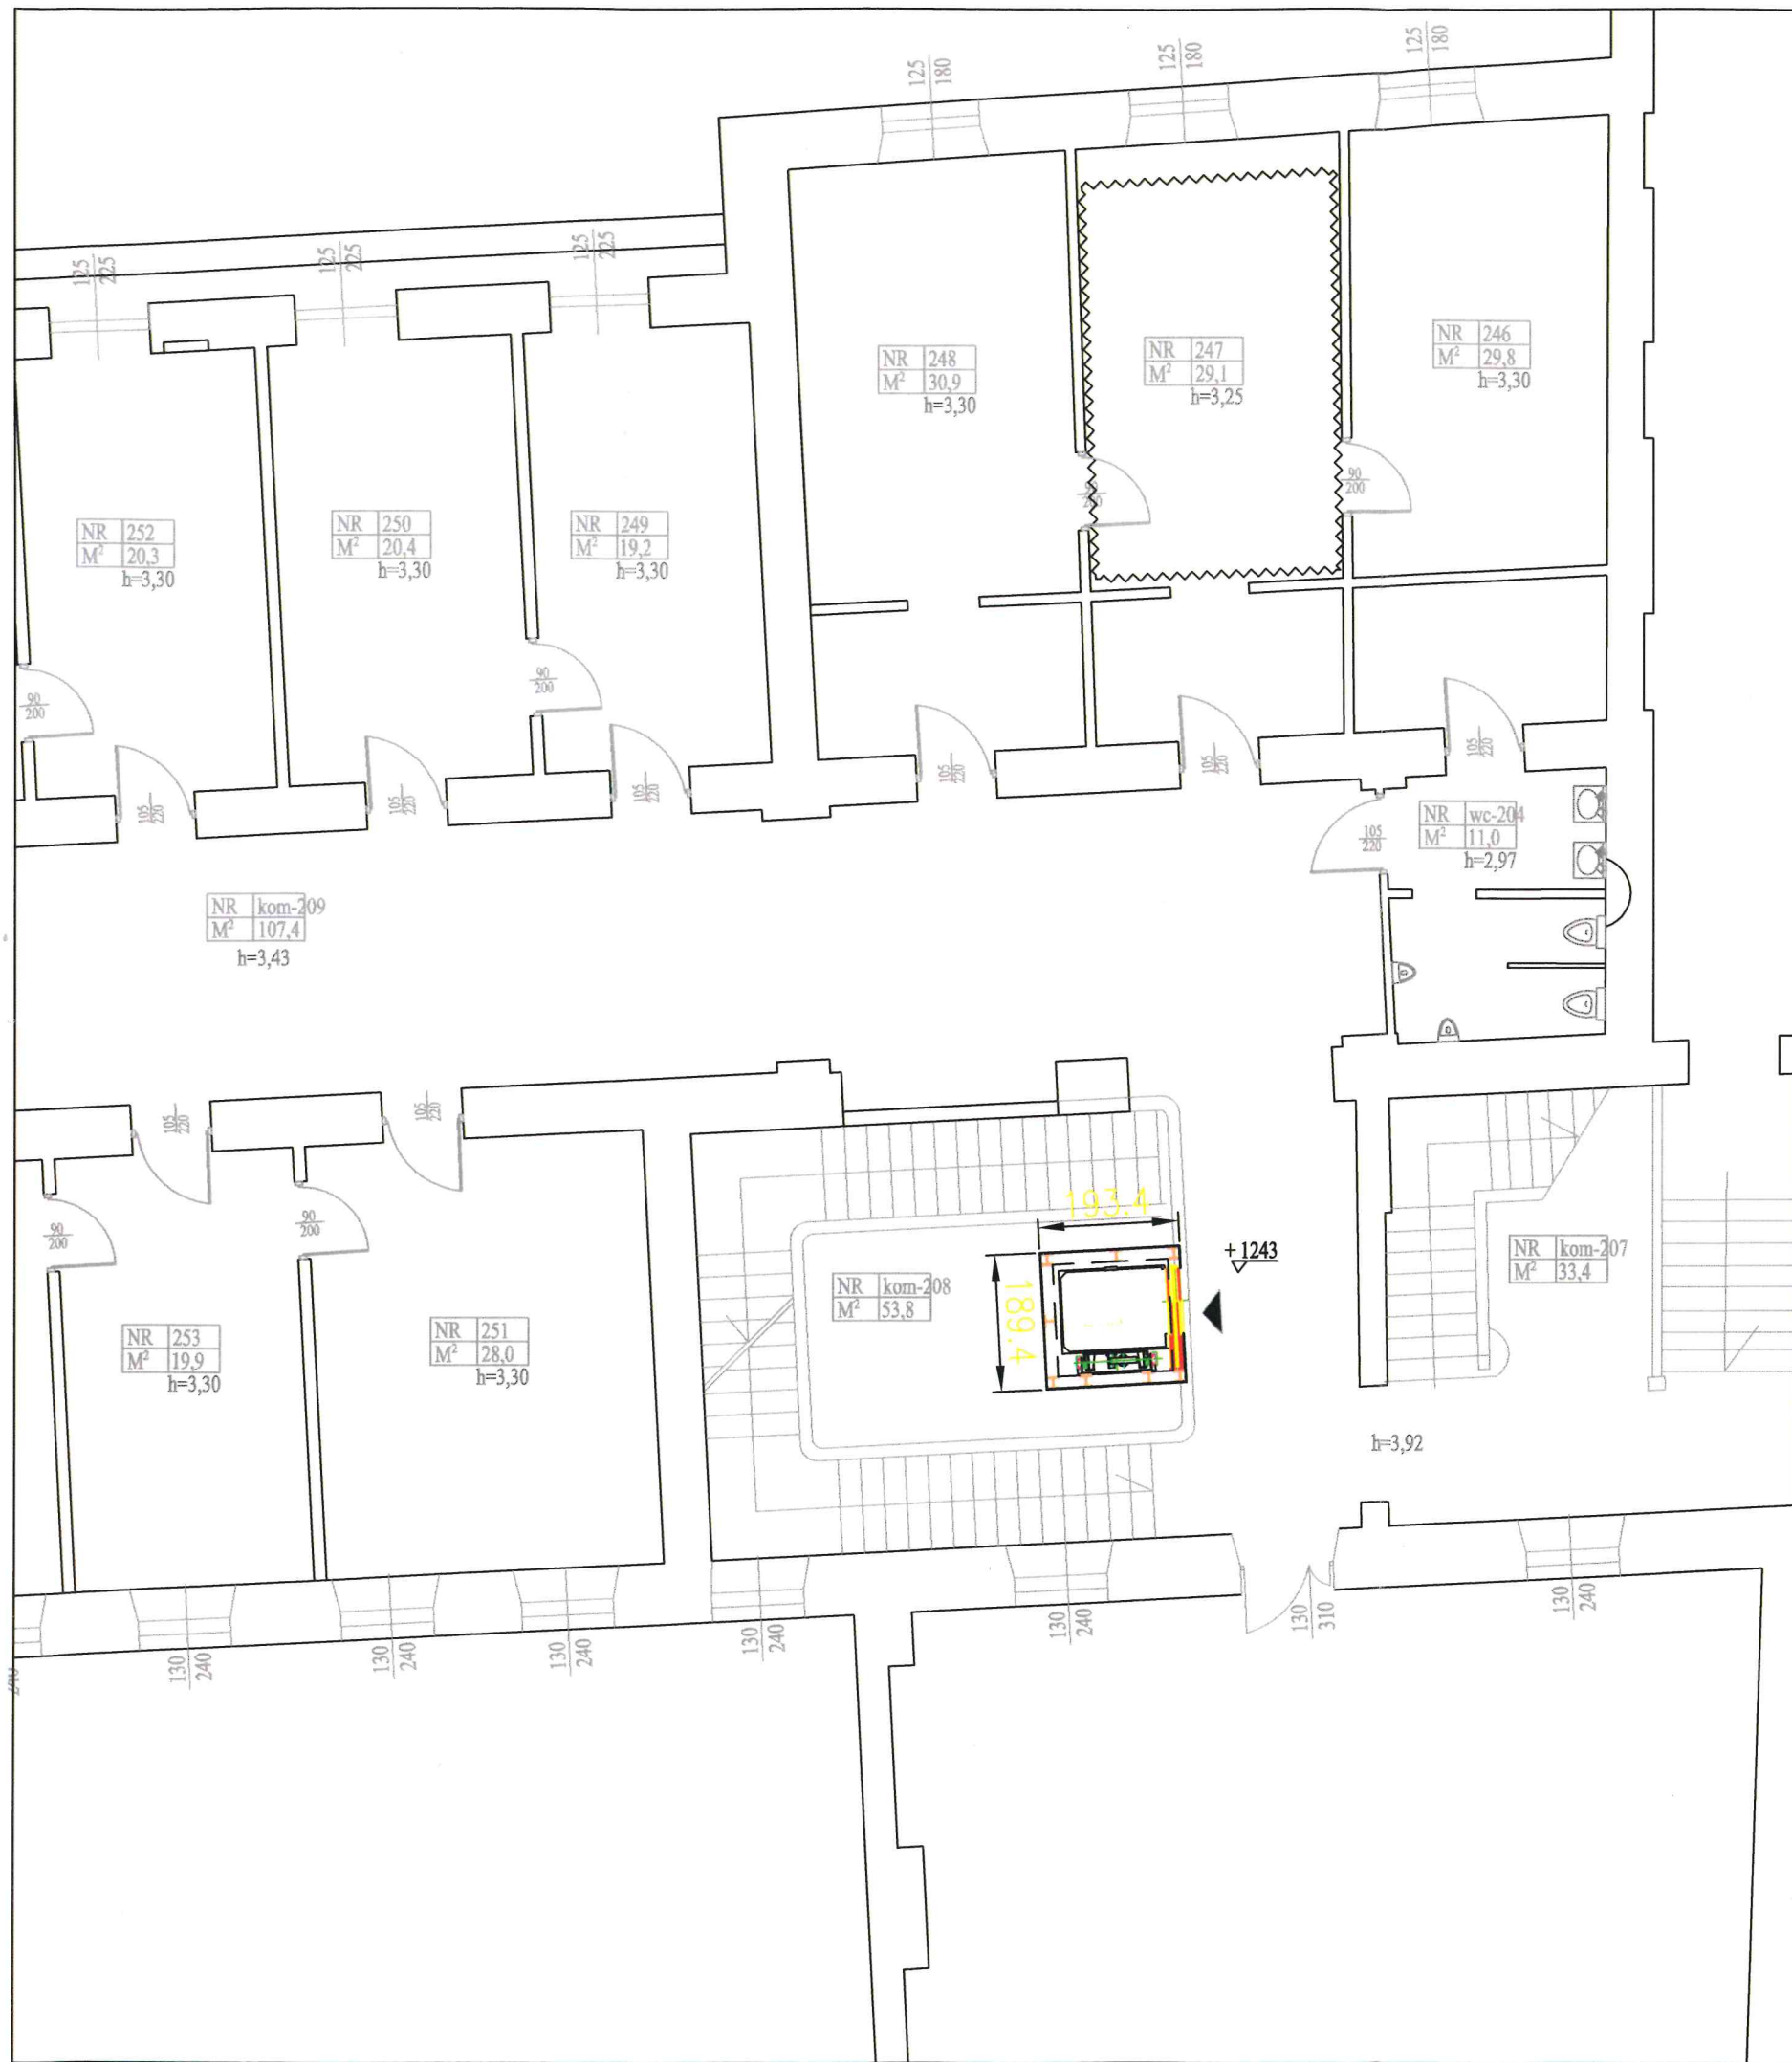 125
180
125
180
125
180
125
225
125
225
125
225
NR 248
M² 30,9
h=3,30
NR 247
M² 29,1
h=3,25
NR 246
M² 29,8
h=3,30
90
200
90
200
NR 252
M² 20,3
h=3,30
NR 250
M² 20,4
h=3,30
NR 249
M² 19,2
h=3,30
90
200
90
200
105
220
105
220
105
220
105
220
105
220
105
220
NR wc-204
M² 11,0
h=2,97
105
220
NR kom-209
M² 107,4
h=3,43
105
220
105
220
90
200
90
200
193.4
189.4
+1243
NR kom-208
M² 53,8
NR kom-207
M² 33,4
NR 253
M² 19,9
h=3,30
NR 251
M² 28,0
h=3,30
h=3,92
130
240
130
240
130
240
130
240
130
240
130
310
130
240